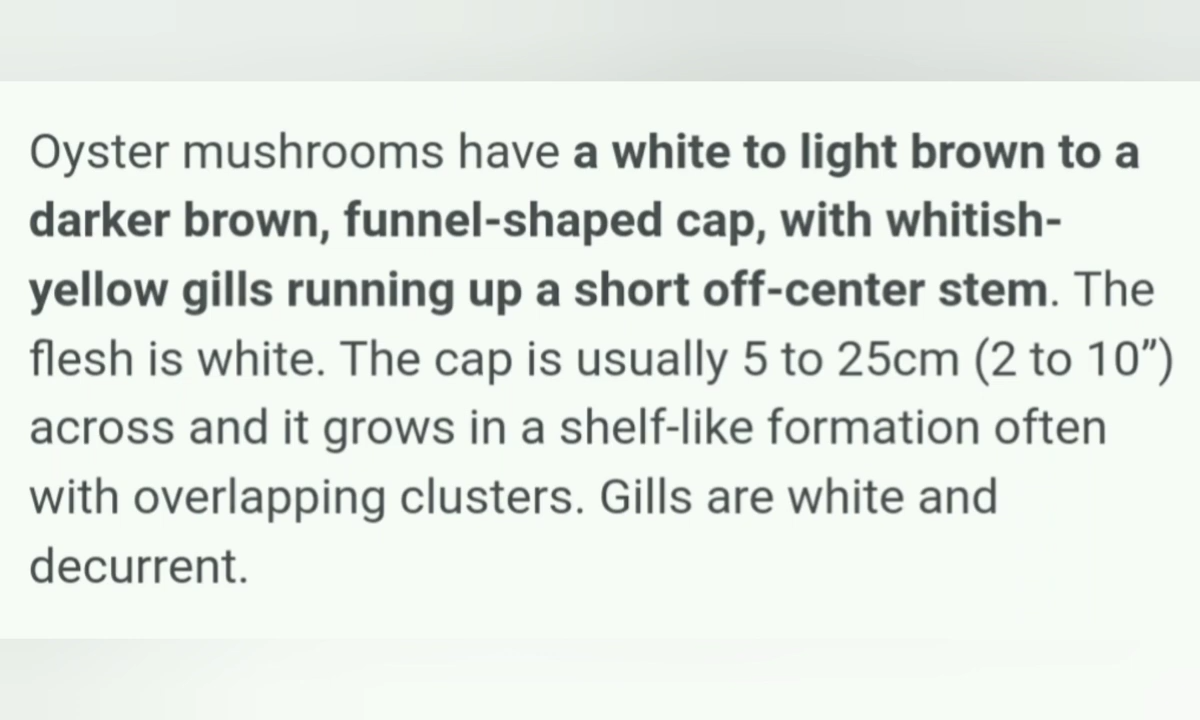 Oyster mushrooms have a white to light brown to a
darker brown, funnel-shaped cap, with whitish-
yellow gills running up a short off-center stem. The
flesh is white. The cap is usually 5 to 25cm (2 to 10”)
across and it grows in a shelf-like formation often
with overlapping clusters. Gills are white and
decurrent.